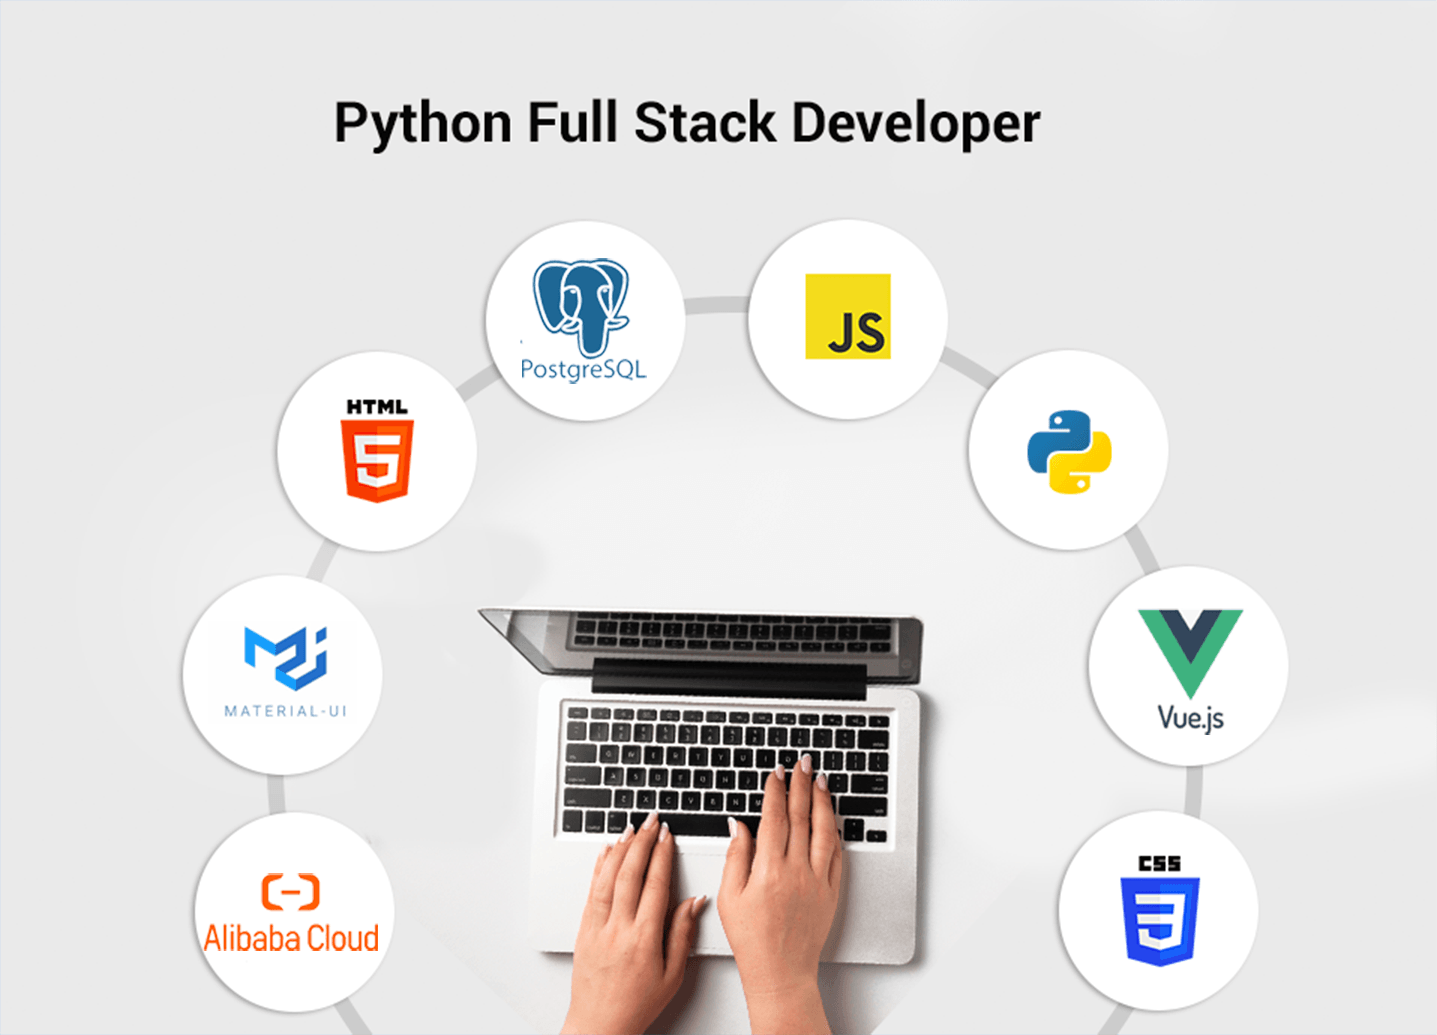 Python Full Stack Developer
PostgreSQL
JS
HTML
5
MATERIAL-UI
Vue.js
Alibaba Cloud
CSS
3